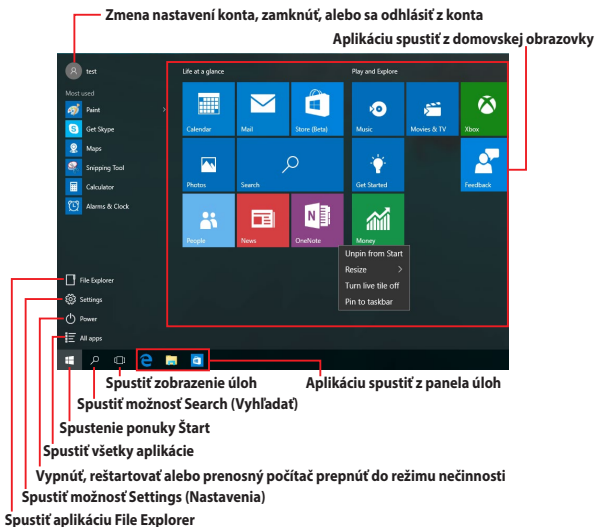 Zmena nastavení konta, zamknúť, alebo sa odhlásiť z konta
Aplikáciu spustiť z domovskej obrazovky
test
Most used
Paint
Get Skype
Maps
Snipping Tool
Calculator
Alarms & Clock
File Explorer
Settings
Power
All apps
Life at a glance
Play and Explore
Calendar
Mail
Store (Beta)
Music
Movies & TV
Xbox
Photos
Search
Get Started
Feedback
People
News
OneNote
Money
Unpin from Start
Resize
Turn live tile off
Pin to taskbar
Spustiť zobrazenie úloh
Aplikáciu spustiť z panela úloh
Spustiť možnosť Search (Vyhľadať)
Spustenie ponuky Štart
Spustiť všetky aplikácie
Vypnúť, reštartovať alebo prenosný počítač prepnúť do režimu nečinnosti
Spustiť možnosť Settings (Nastavenia)
Spustiť aplikáciu File Explorer